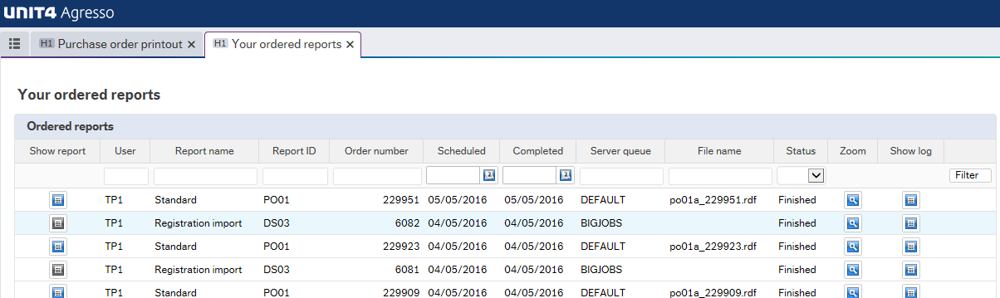 UNIT4 Agresso
H1 Purchase order printout H1 Your ordered reports
Your ordered reports
Ordered reports
Show report User Report name Report ID Order number Scheduled Completed Server queue File name Status Zoom Show log
Filter
TP1 Standard PO01 229951 05/05/2016 05/05/2016 DEFAULT po01a_229951.rdf Finished
TP1 Registration import DS03 6082 04/05/2016 04/05/2016 BIGJOBS Finished
TP1 Standard PO01 229923 04/05/2016 04/05/2016 DEFAULT po01a_229923.rdf Finished
TP1 Registration import DS03 6081 04/05/2016 04/05/2016 BIGJOBS Finished
TP1 Standard PO01 229909 04/05/2016 04/05/2016 DEFAULT po01a_229909.rdf Finished